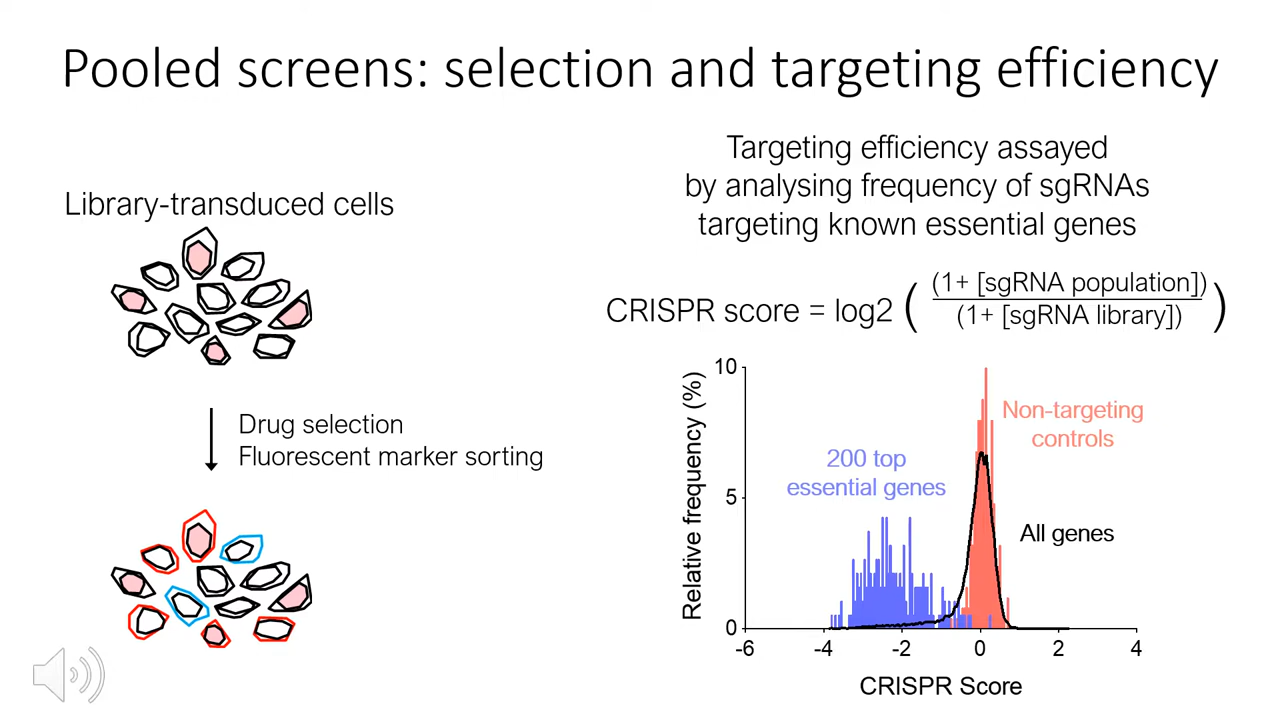 Pooled screens: selection and targeting efficiency
Library-transduced cells
Drug selection
Fluorescent marker sorting
Targeting efficiency assayed
by analysing frequency of sgRNAs
targeting known essential genes
CRISPR score = log2 ( (1+ [sgRNA population])
(1+ [sgRNA library]) )
10
5
0
Relative frequency (%)
200 top
essential genes
Non-targeting
controls
All genes
-6 -4 -2 0 2 4
CRISPR Score